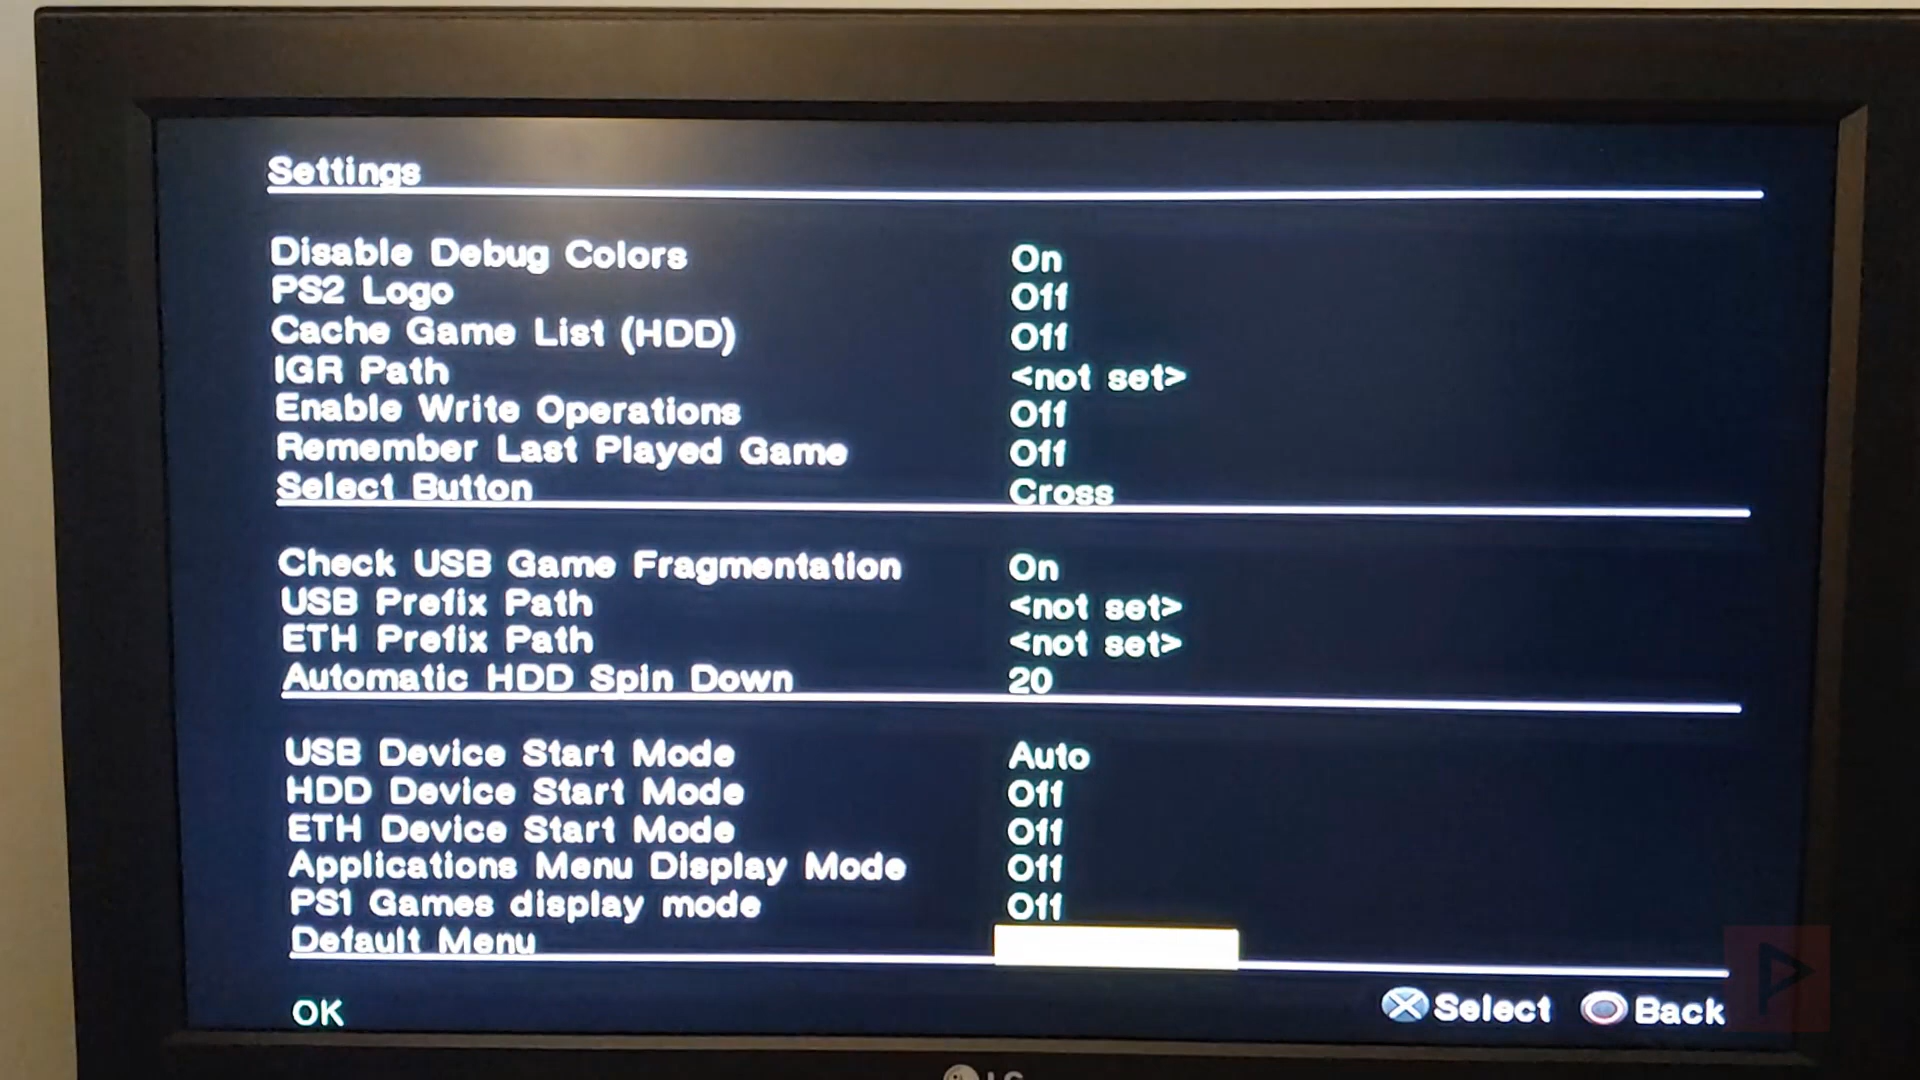 Settings
Disable Debug Colors On
PS2 Logo Off
Cache Game List (HDD) Off
IGR Path <not set>
Enable Write Operations Off
Remember Last Played Game Off
Select Button Cross
Check USB Game Fragmentation On
USB Prefix Path <not set>
ETH Prefix Path <not set>
Automatic HDD Spin Down 20
USB Device Start Mode Auto
HDD Device Start Mode Off
ETH Device Start Mode Off
Applications Menu Display Mode Off
PS1 Games display mode Off
Default Menu
OK Select Back
LG